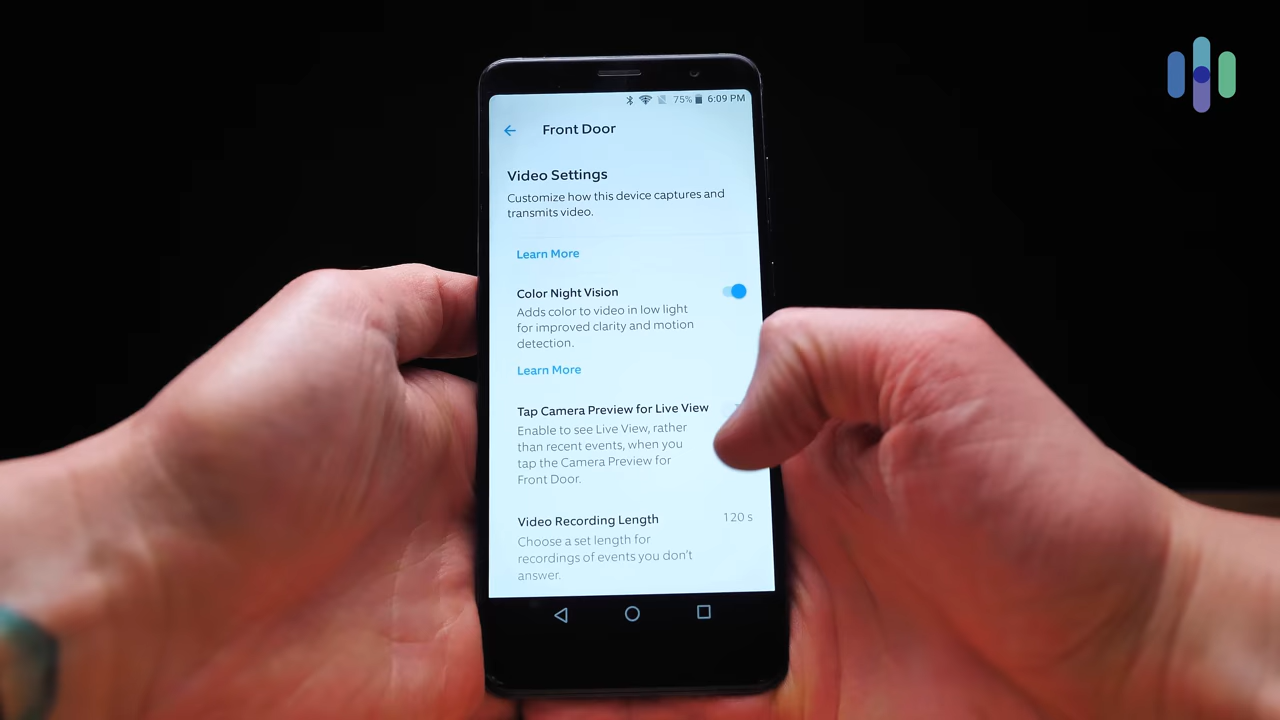 75% 6:09 PM
Front Door
Video Settings
Customize how this device captures and
transmits video.
Learn More
Color Night Vision
Adds color to video in low light
for improved clarity and motion
detection.
Learn More
Tap Camera Preview for Live View
Enable to see Live View, rather
than recent events, when you
tap the Camera Preview for
Front Door.
Video Recording Length 120 s
Choose a set length for
recordings of events you don't
answer.